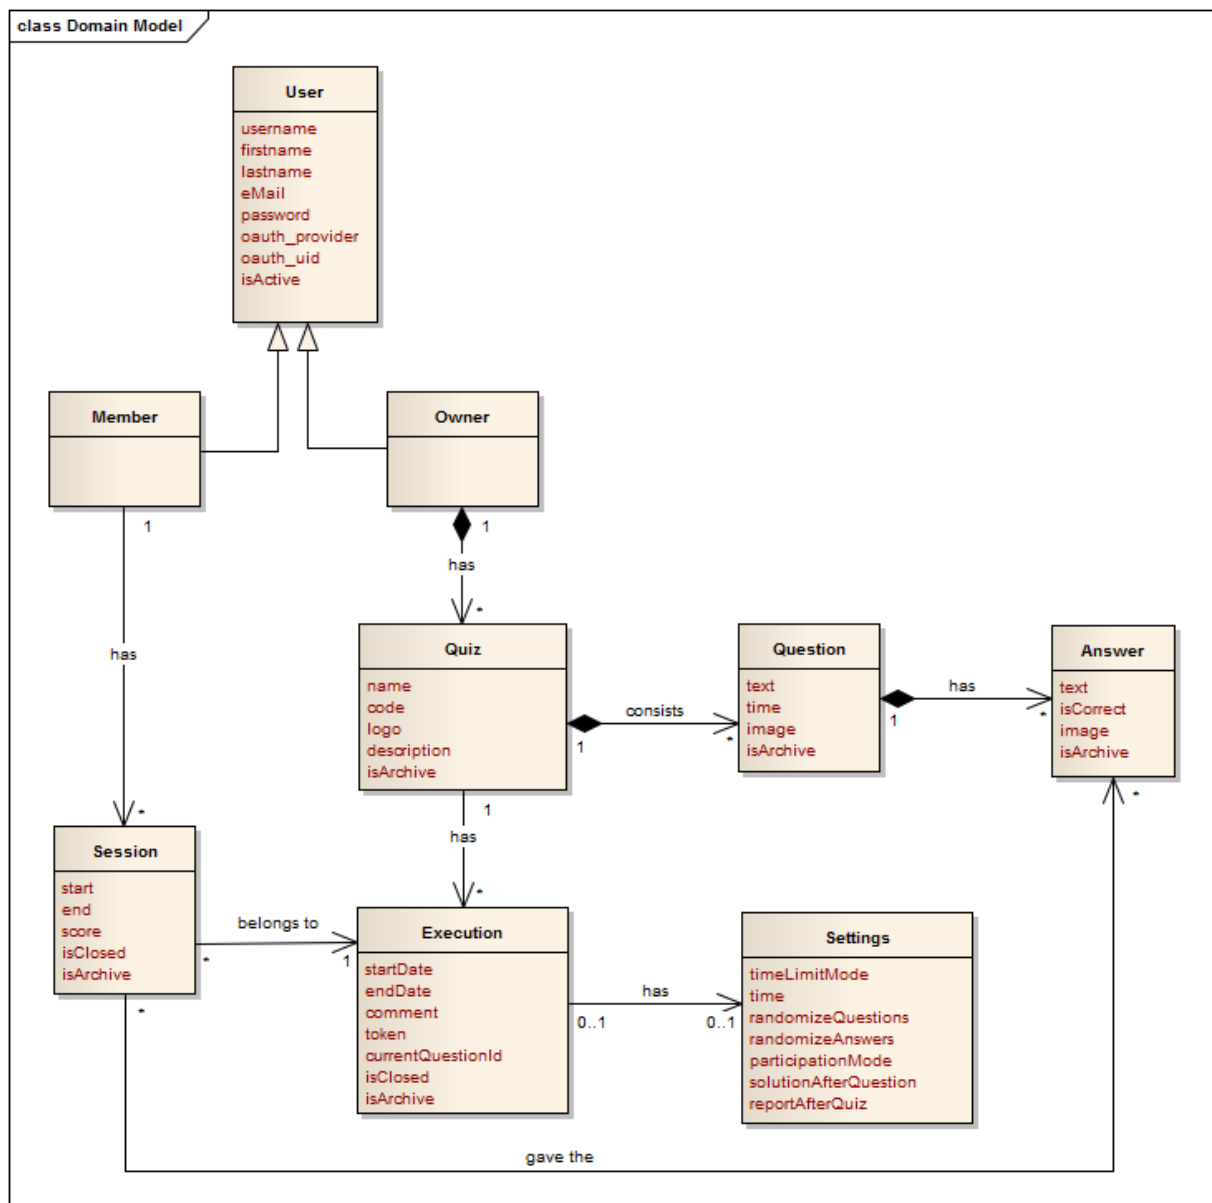 class Domain Model
User
username
firstname
lastname
eMail
password
oauth_provider
oauth_uid
isActive
Member
Owner
1
1
has
*
has
*
Quiz
name
code
logo
description
isArchive
1
consists
*
Question
text
time
image
isArchive
1
has
*
Answer
text
isCorrect
image
isArchive
*
1
has
*
Session
start
end
score
isClosed
isArchive
*
belongs to
1
*
Execution
startDate
endDate
comment
token
currentQuestionId
isClosed
isArchive
0..1
has
0..1
Settings
timeLimitMode
time
randomizeQuestions
randomizeAnswers
participationMode
solutionAfterQuestion
reportAfterQuiz
gave the